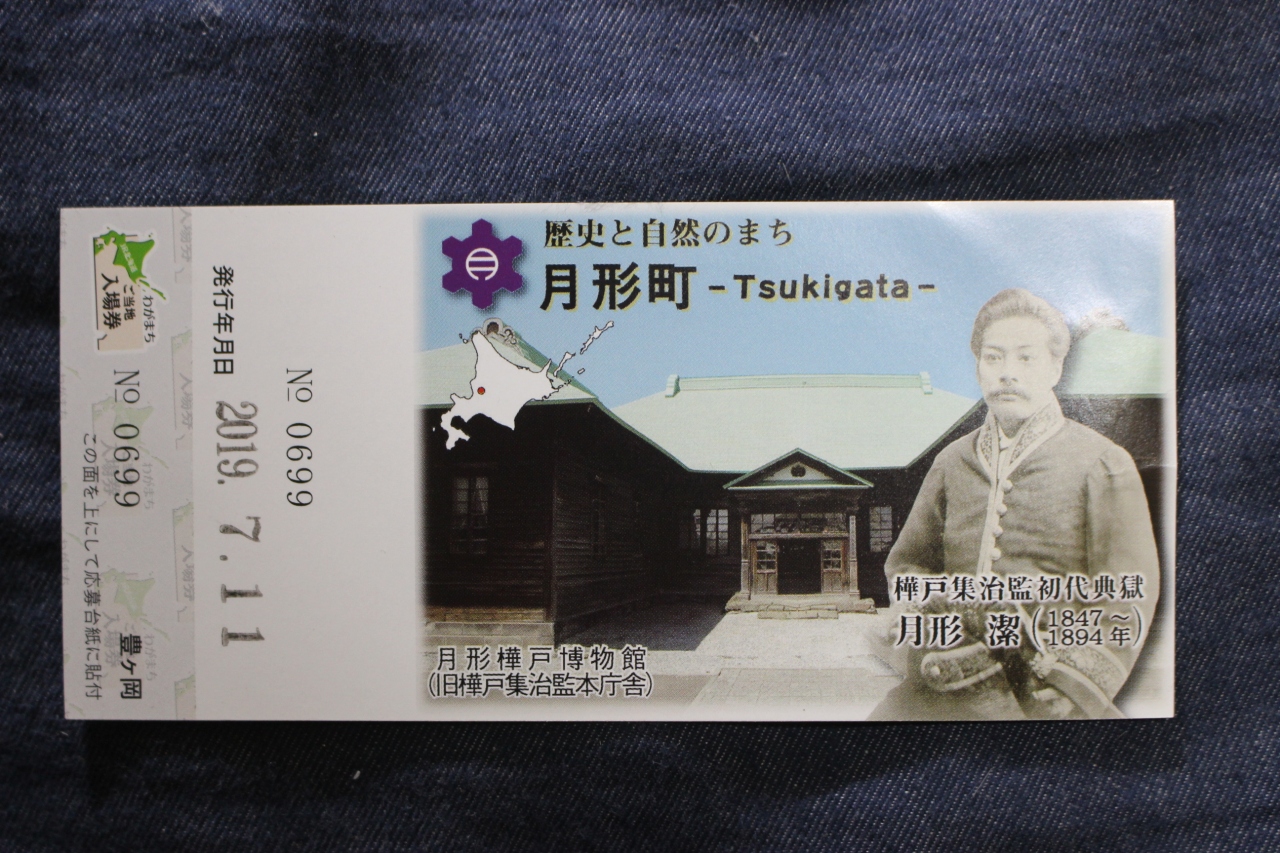 歴史と自然のまち
月形町 -Tsukigata-
樺戸集治監初代典獄
月形 潔 (1847~1894年)
月形樺戸博物館
(旧樺戸集治監本庁舎)
No 0699
発行年月日 2019. 7.11
わがまち
ご当地
入場券
No 0699
豊ヶ岡
この面を上にして応募台紙に貼付